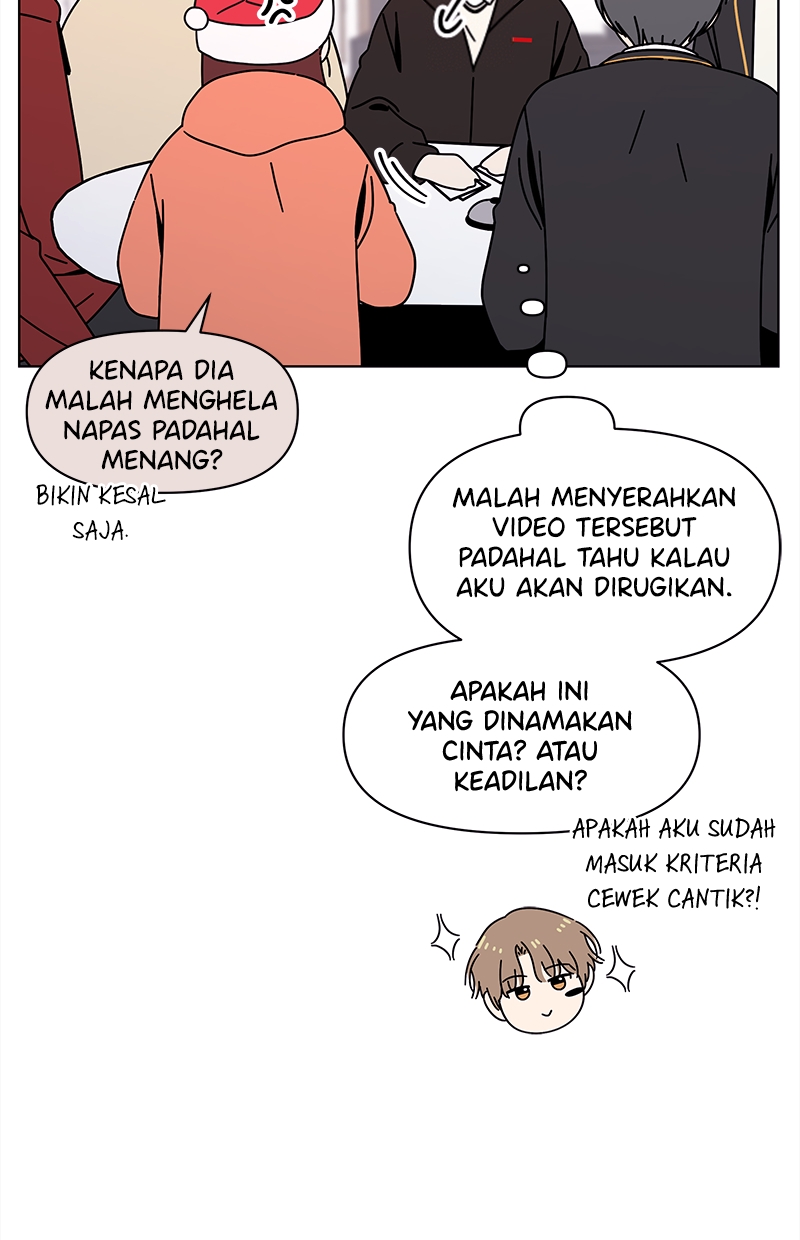 KENAPA DIA
MALAH MENGHELA
NAPAS PADAHAL
MENANG?
BIKIN KESAL
SAJA.
MALAH MENYERAHKAN
VIDEO TERSEBUT
PADAHAL TAHU KALAU
AKU AKAN DIRUGIKAN.
APAKAH INI
YANG DINAMAKAN
CINTA? ATAU
KEADILAN?
APAKAH AKU SUDAH
MASUK KRITERIA
CEWEK CANTIK?!